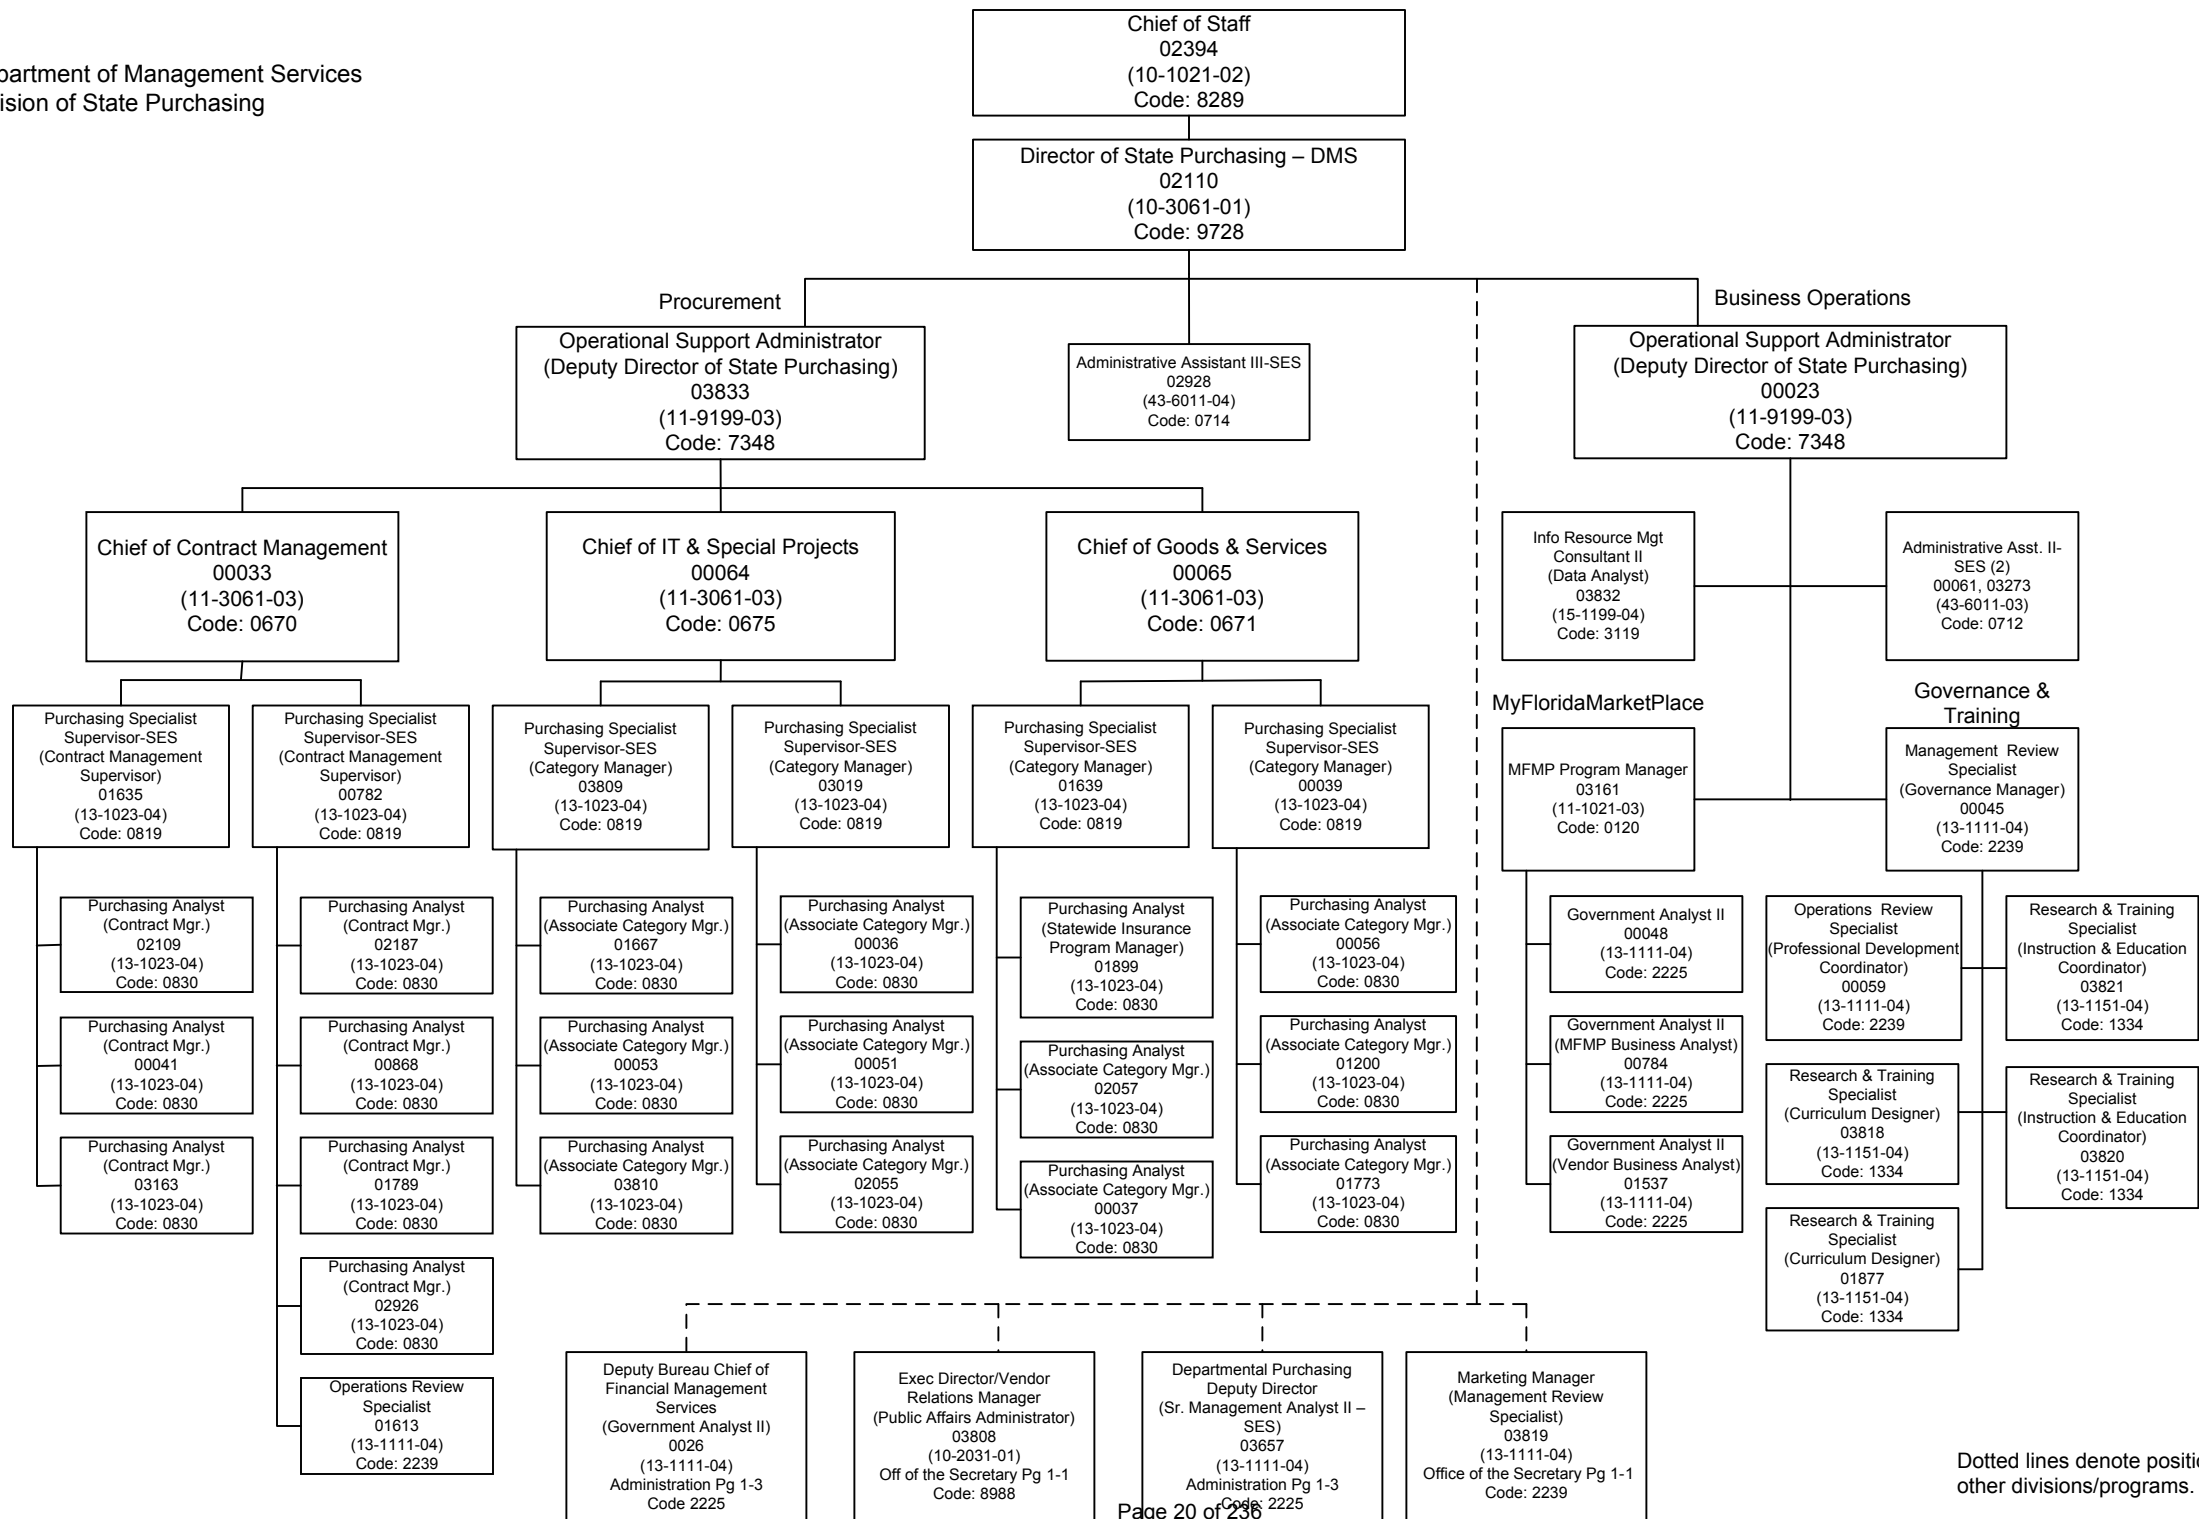 partment of Management Services
ision of State Purchasing
Chief of Staff
02394
(10-1021-02)
Code: 8289
Director of State Purchasing – DMS
02110
(10-3061-01)
Code: 9728
Procurement
Operational Support Administrator
(Deputy Director of State Purchasing)
03833
(11-9199-03)
Code: 7348
Administrative Assistant III-SES
02928
(43-6011-04)
Code: 0714
Business Operations
Operational Support Administrator
(Deputy Director of State Purchasing)
00023
(11-9199-03)
Code: 7348
Chief of Contract Management
00033
(11-3061-03)
Code: 0670
Chief of IT & Special Projects
00064
(11-3061-03)
Code: 0675
Chief of Goods & Services
00065
(11-3061-03)
Code: 0671
Info Resource Mgt
Consultant II
(Data Analyst)
03832
(15-1199-04)
Code: 3119
Administrative Asst. II-
SES (2)
00061, 03273
(43-6011-03)
Code: 0712
Purchasing Specialist
Supervisor-SES
(Contract Management
Supervisor)
01635
(13-1023-04)
Code: 0819
Purchasing Specialist
Supervisor-SES
(Contract Management
Supervisor)
00782
(13-1023-04)
Code: 0819
Purchasing Specialist
Supervisor-SES
(Category Manager)
03809
(13-1023-04)
Code: 0819
Purchasing Specialist
Supervisor-SES
(Category Manager)
03019
(13-1023-04)
Code: 0819
Purchasing Specialist
Supervisor-SES
(Category Manager)
01639
(13-1023-04)
Code: 0819
Purchasing Specialist
Supervisor-SES
(Category Manager)
00039
(13-1023-04)
Code: 0819
MyFloridaMarketPlace
MFMP Program Manager
03161
(11-1021-03)
Code: 0120
Governance &
Training
Management Review
Specialist
(Governance Manager)
00045
(13-1111-04)
Code: 2239
Purchasing Analyst
(Contract Mgr.)
02109
(13-1023-04)
Code: 0830
Purchasing Analyst
(Contract Mgr.)
00041
(13-1023-04)
Code: 0830
Purchasing Analyst
(Contract Mgr.)
03163
(13-1023-04)
Code: 0830
Purchasing Analyst
(Contract Mgr.)
02187
(13-1023-04)
Code: 0830
Purchasing Analyst
(Contract Mgr.)
00868
(13-1023-04)
Code: 0830
Purchasing Analyst
(Contract Mgr.)
01789
(13-1023-04)
Code: 0830
Purchasing Analyst
(Contract Mgr.)
02926
(13-1023-04)
Code: 0830
Operations Review
Specialist
01613
(13-1111-04)
Code: 2239
Purchasing Analyst
(Associate Category Mgr.)
01667
(13-1023-04)
Code: 0830
Purchasing Analyst
(Associate Category Mgr.)
00053
(13-1023-04)
Code: 0830
Purchasing Analyst
(Associate Category Mgr.)
03810
(13-1023-04)
Code: 0830
Purchasing Analyst
(Associate Category Mgr.)
00036
(13-1023-04)
Code: 0830
Purchasing Analyst
(Associate Category Mgr.)
00051
(13-1023-04)
Code: 0830
Purchasing Analyst
(Associate Category Mgr.)
02055
(13-1023-04)
Code: 0830
Purchasing Analyst
(Statewide Insurance
Program Manager)
01899
(13-1023-04)
Code: 0830
Purchasing Analyst
(Associate Category Mgr.)
02057
(13-1023-04)
Code: 0830
Purchasing Analyst
(Associate Category Mgr.)
00037
(13-1023-04)
Code: 0830
Purchasing Analyst
(Associate Category Mgr.)
00056
(13-1023-04)
Code: 0830
Purchasing Analyst
(Associate Category Mgr.)
01200
(13-1023-04)
Code: 0830
Purchasing Analyst
(Associate Category Mgr.)
01773
(13-1023-04)
Code: 0830
Government Analyst II
00048
(13-1111-04)
Code: 2225
Government Analyst II
(MFMP Business Analyst)
00784
(13-1111-04)
Code: 2225
Government Analyst II
(Vendor Business Analyst)
01537
(13-1111-04)
Code: 2225
Operations Review
Specialist
(Professional Development
Coordinator)
00059
(13-1111-04)
Code: 2239
Research & Training
Specialist
(Curriculum Designer)
03818
(13-1151-04)
Code: 1334
Research & Training
Specialist
(Curriculum Designer)
01877
(13-1151-04)
Code: 1334
Research & Training
Specialist
(Instruction & Education
Coordinator)
03821
(13-1151-04)
Code: 1334
Research & Training
Specialist
(Instruction & Education
Coordinator)
03820
(13-1151-04)
Code: 1334
Deputy Bureau Chief of
Financial Management
Services
(Government Analyst II)
0026
(13-1111-04)
Administration Pg 1-3
Code 2225
Exec Director/Vendor
Relations Manager
(Public Affairs Administrator)
03808
(10-2031-01)
Off of the Secretary Pg 1-1
Code: 8988
Departmental Purchasing
Deputy Director
(Sr. Management Analyst II –
SES)
03657
(13-1111-04)
Administration Pg 1-3
Code: 2225
Marketing Manager
(Management Review
Specialist)
03819
(13-1111-04)
Office of the Secretary Pg 1-1
Code: 2239
Dotted lines denote positi
other divisions/programs.
Page 20 of 236